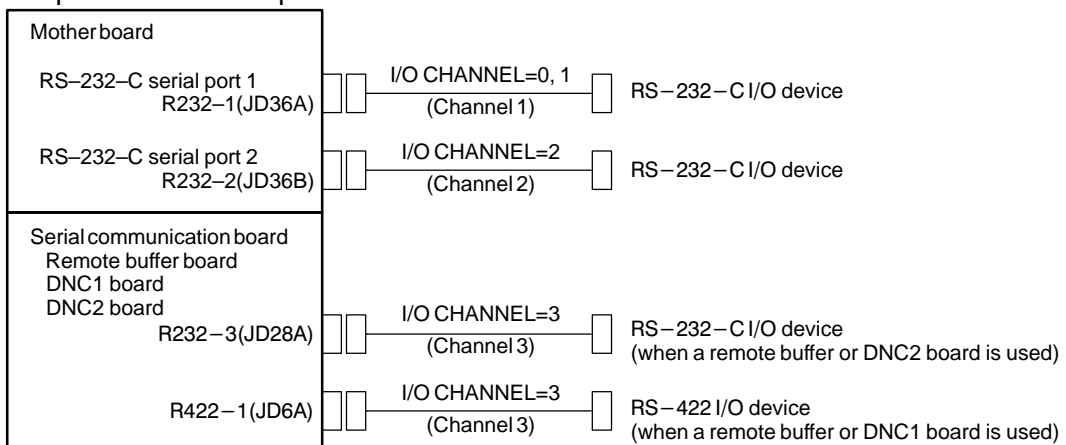 Mother board
RS–232–C serial port 1
R232–1(JD36A)
I/O CHANNEL=0, 1
(Channel 1)
RS–232–C I/O device
RS–232–C serial port 2
R232–2(JD36B)
I/O CHANNEL=2
(Channel 2)
RS–232–C I/O device
Serial communication board
Remote buffer board
DNC1 board
DNC2 board
R232–3(JD28A)
I/O CHANNEL=3
(Channel 3)
RS–232–C I/O device
(when a remote buffer or DNC2 board is used)
R422–1(JD6A)
I/O CHANNEL=3
(Channel 3)
RS–422 I/O device
(when a remote buffer or DNC1 board is used)